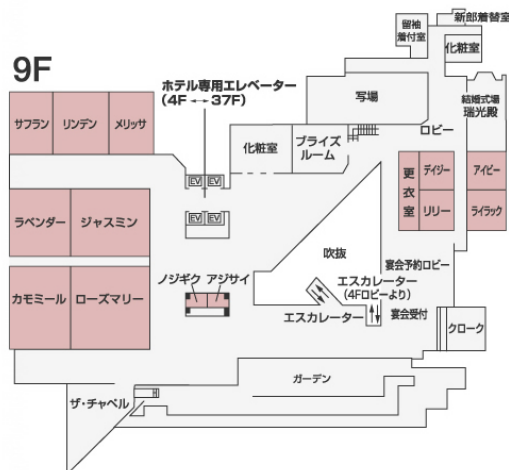 9F
ホテル専用エレベーター
(4F ↔ 37F)
留袖
着付室
新郎着替室
化粧室
写場
結婚式場
瑞光殿
ロビー
サフラン
リンデン
メリッサ
化粧室
ブライズ
ルーム
EV
EV
EV
EV
更衣室
デイジー
アイビー
リリー
ライラック
ラベンダー
ジャスミン
吹抜
宴会予約ロビー
ノジギク
アジサイ
エスカレーター
(4Fロビーより)
エスカレーター
宴会受付
クローク
カモミール
ローズマリー
ガーデン
ザ・チャペル